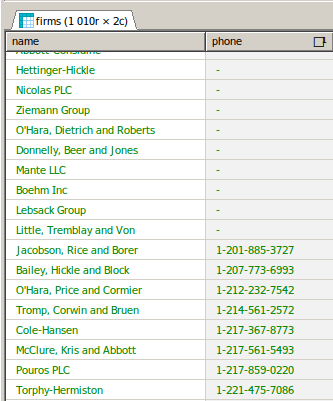 firms (1 010r × 2c)
name phone
Hettinger-Hickle -
Nicolas PLC -
Ziemann Group -
O'Hara, Dietrich and Roberts -
Donnelly, Beer and Jones -
Mante LLC -
Boehm Inc -
Lebsack Group -
Little, Tremblay and Von -
Jacobson, Rice and Borer 1-201-885-3727
Bailey, Hickle and Block 1-207-773-6993
O'Hara, Price and Cormier 1-212-232-7542
Tromp, Corwin and Bruen 1-214-561-2572
Cole-Hansen 1-217-367-8773
McClure, Kris and Abbott 1-217-561-5493
Pouros PLC 1-217-859-0220
Torphy-Hermiston 1-221-475-7086